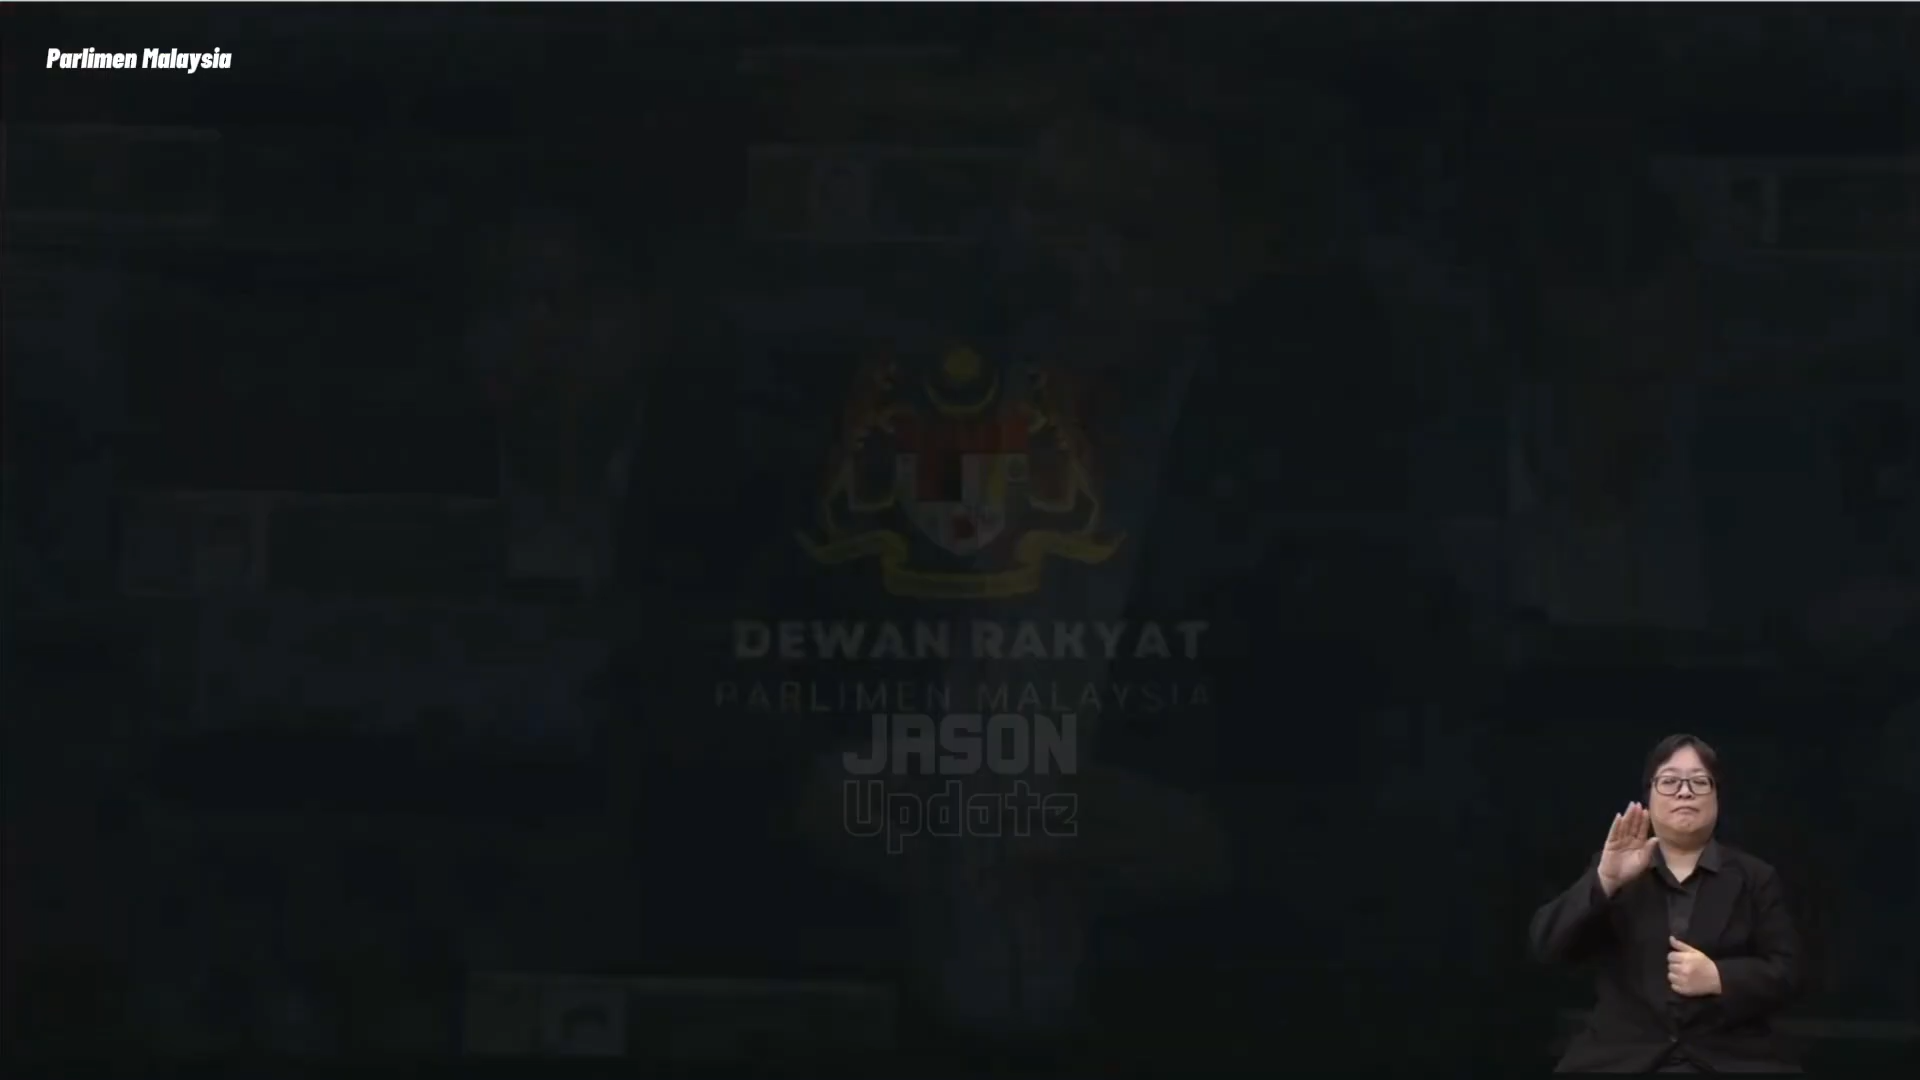 Parlimen Malaysia
DEWAN RAKYAT
PARLIMEN MALAYSIA
JASON
Update